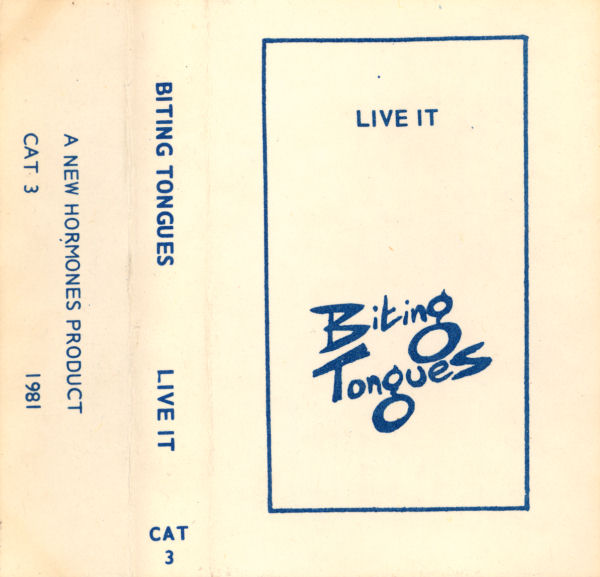 A NEW HORMONES PRODUCT
CAT 3 1981
BITING TONGUES LIVE IT
CAT
3
LIVE IT
Biting
Tongues